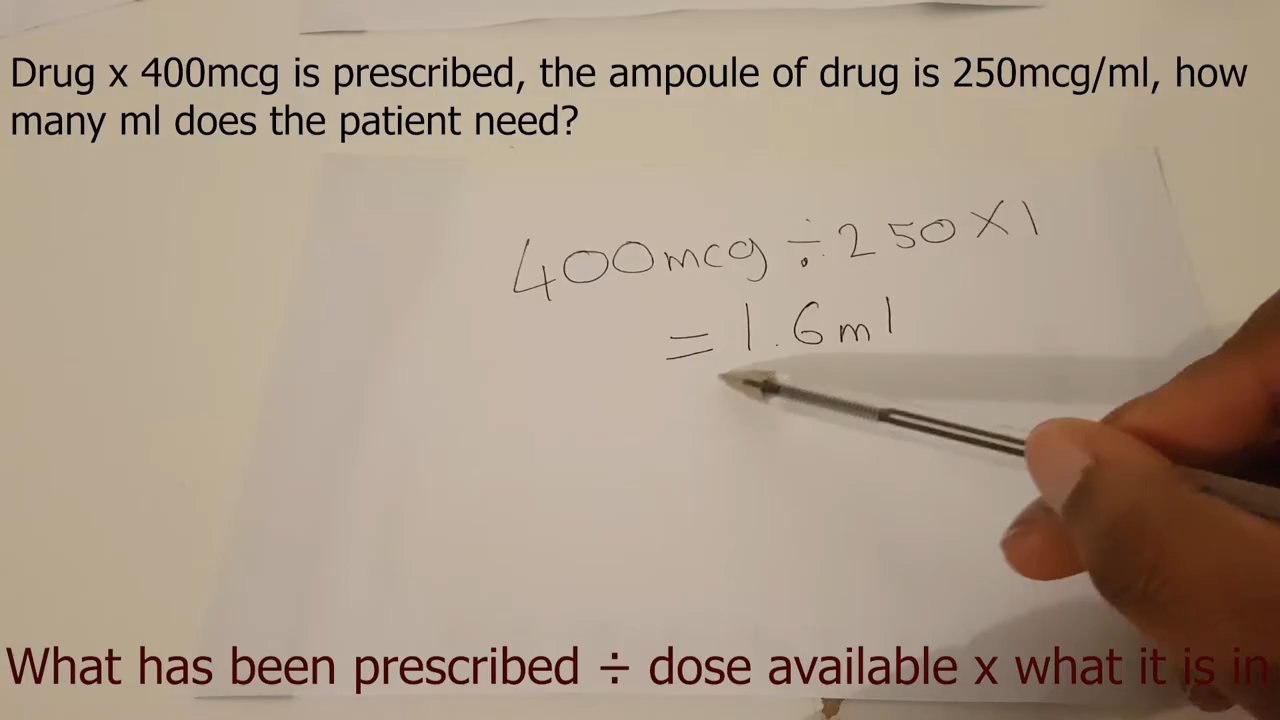 Drug x 400mcg is prescribed, the ampoule of drug is 250mcg/ml, how
many ml does the patient need?
400mcg ÷ 250 X 1
= 1.6ml
What has been prescribed ÷ dose available x what it is in